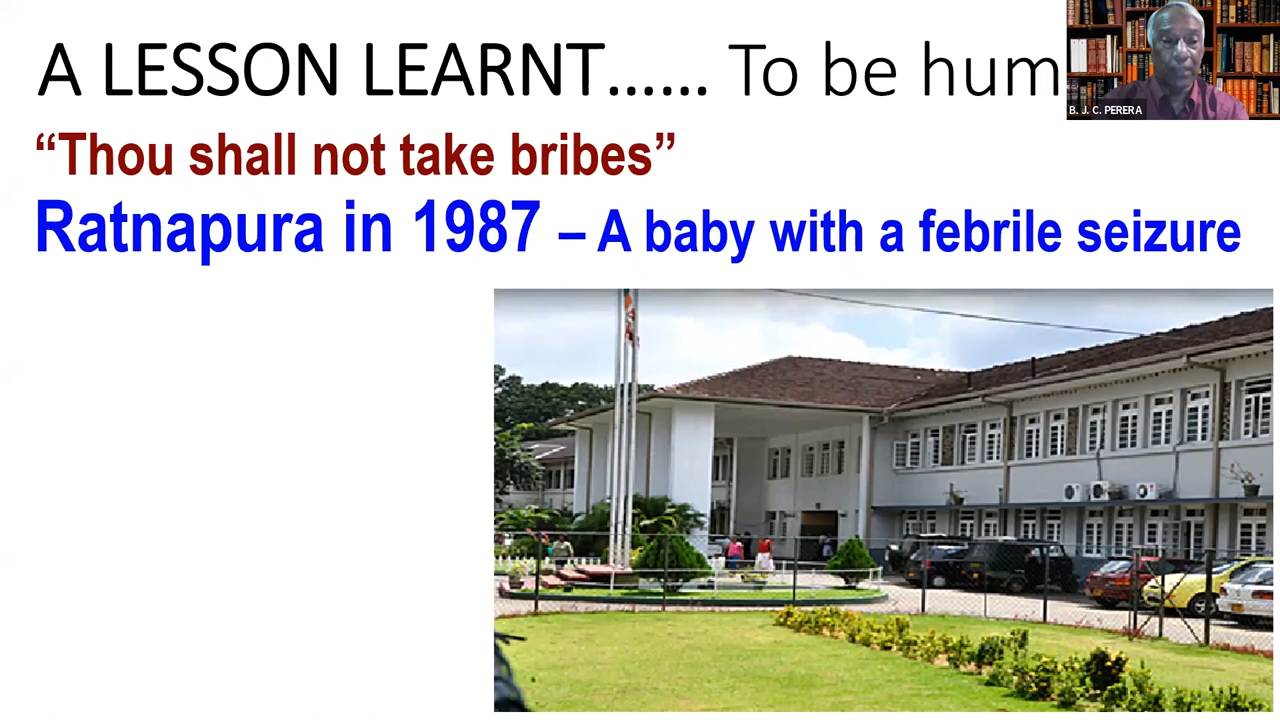 A LESSON LEARNT...... To be hum
B. J. C. PERERA
“Thou shall not take bribes”
Ratnapura in 1987 – A baby with a febrile seizure